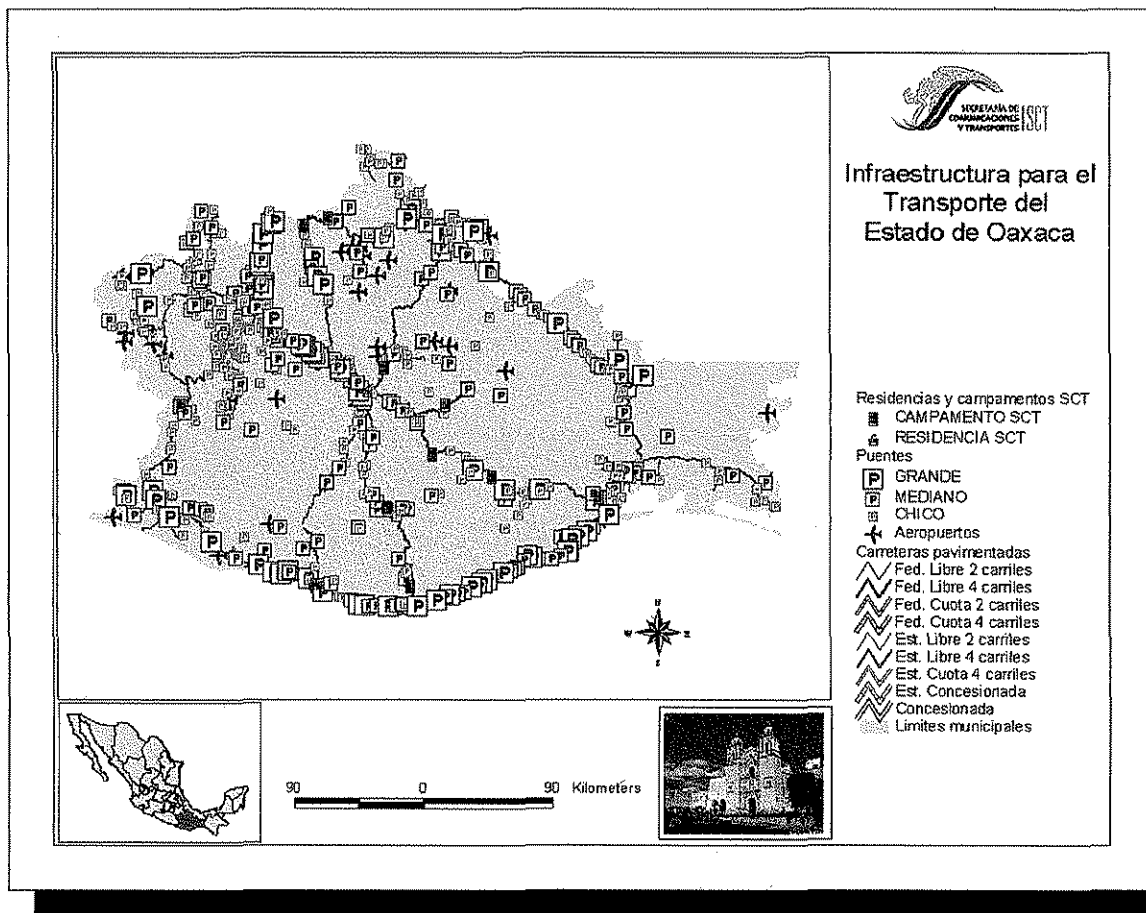 SECRETARÍA DE
COMUNICACIONES
Y TRANSPORTES
SCT
Infraestructura para el
Transporte del
Estado de Oaxaca
Residencias y campamentos SCT
CAMPAMENTO SCT
RESIDENCIA SCT
Puentes
P GRANDE
P MEDIANO
CHICO
Aeropuertos
Carreteras pavimentadas
Fed. Libre 2 carriles
Fed. Libre 4 carriles
Fed. Cuota 2 carriles
Fed. Cuota 4 carriles
Est. Libre 2 carriles
Est. Libre 4 carriles
Est. Cuota 4 carriles
Est. Concesionada
Concesionada
Limites municipales
90 0 90 Kilometers